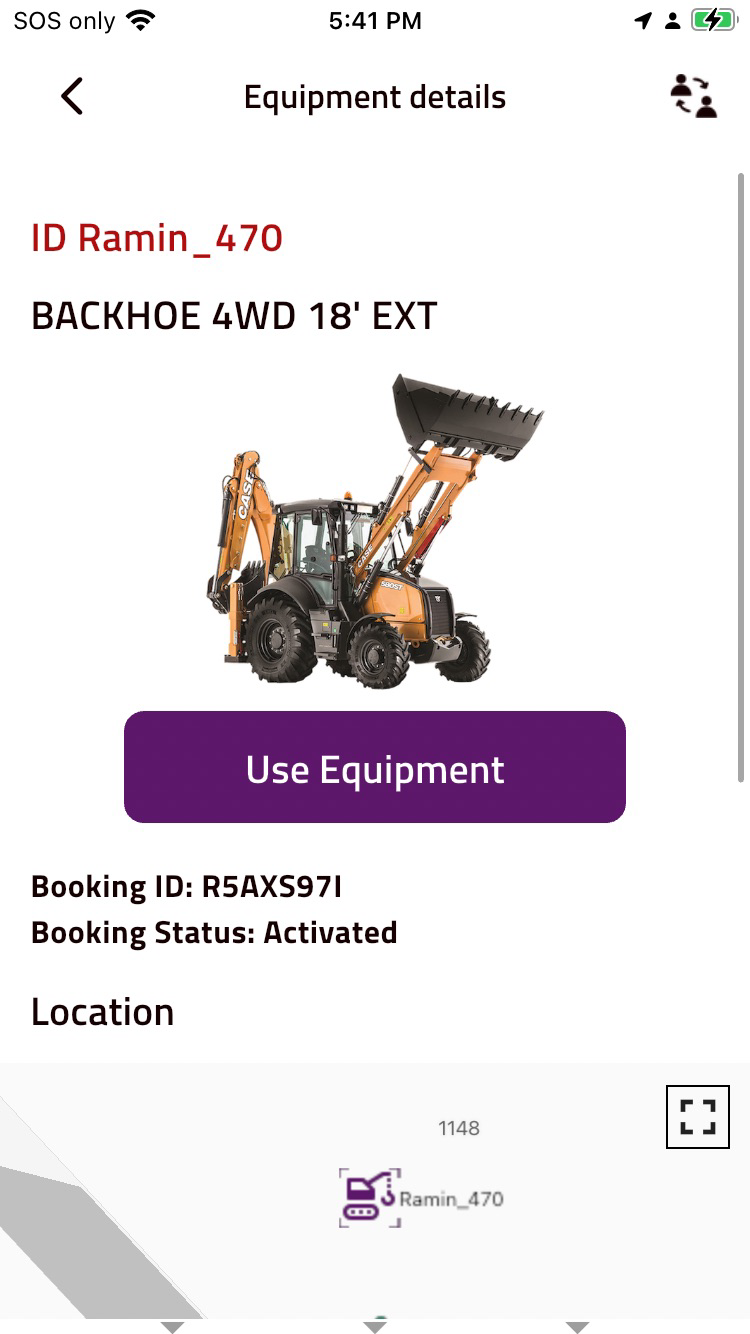 SOS only
5:41 PM
Equipment details
ID Ramin_470
BACKHOE 4WD 18' EXT
CASE
CASE
580ST
Use Equipment
Booking ID: R5AXS97I
Booking Status: Activated
Location
1148
Ramin_470